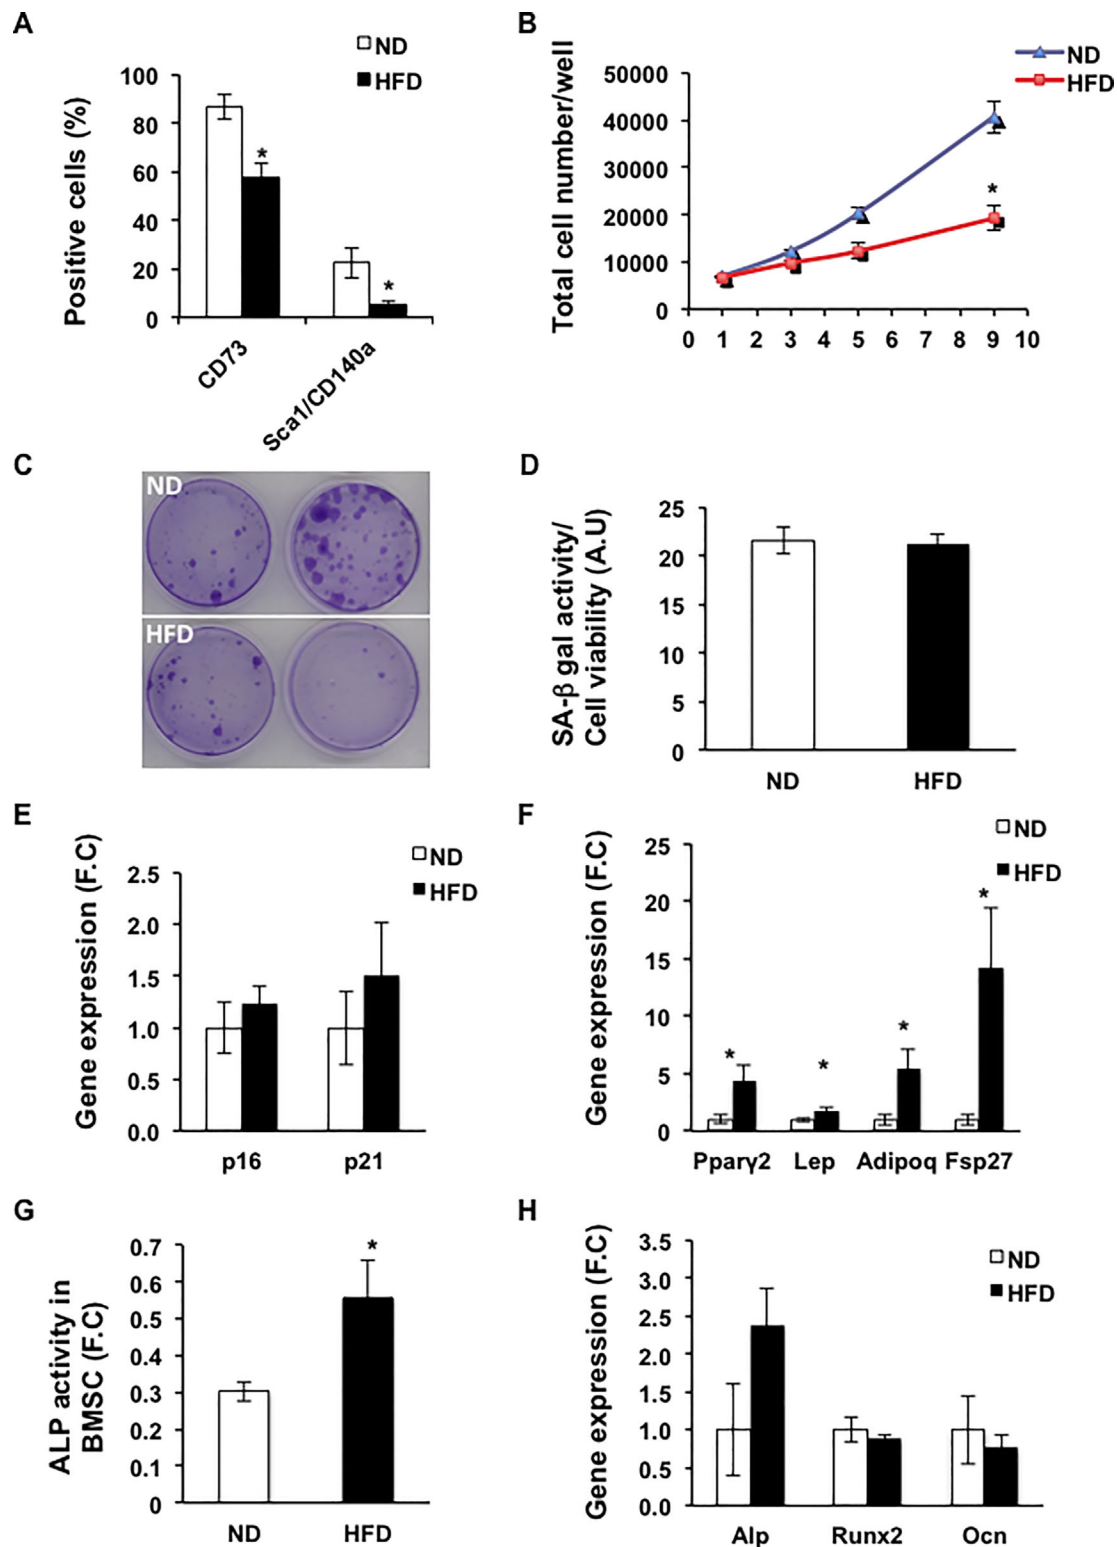 A
ND
HFD
Positive cells (%)
100
80
60
40
20
0
*
*
CD73
Sca1/CD140a
B
ND
HFD
Total cell number/well
50000
40000
30000
20000
10000
0
*
0 1 2 3 4 5 6 7 8 9 10
C
ND
HFD
D
SA-β gal activity/
Cell viability (A.U)
25
20
15
10
5
0
ND HFD
E
ND
HFD
Gene expression (F.C)
2.5
2.0
1.5
1.0
0.5
0.0
p16 p21
F
ND
HFD
Gene expression (F.C)
25
20
15
10
5
0
* * * *
Pparγ2 Lep Adipoq Fsp27
G
ALP activity in
BMSC (F.C)
0.7
0.6
0.5
0.4
0.3
0.2
0.1
0
*
ND HFD
H
ND
HFD
Gene expression (F.C)
3.5
3.0
2.5
2.0
1.5
1.0
0.5
0.0
Alp Runx2 Ocn